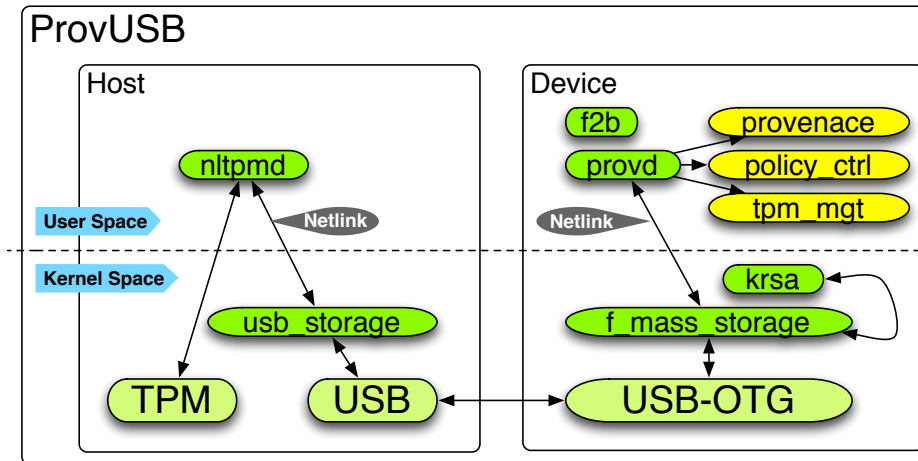 ProvUSB
Host
Device
f2b
provenace
nltpmd
provd
policy_ctrl
tpm_mgt
User Space
Netlink
Netlink
Kernel Space
krsa
usb_storage
f_mass_storage
TPM
USB
USB-OTG